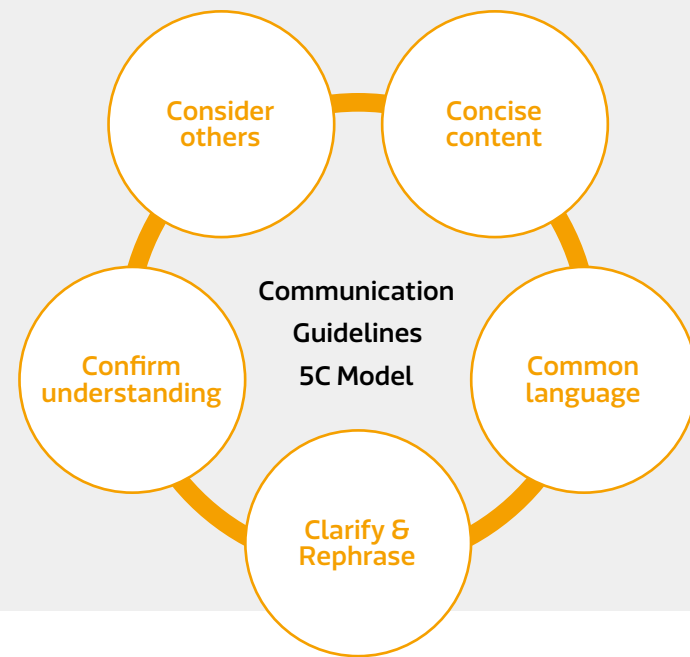 Consider
others
Concise
content
Communication
Guidelines
5C Model
Confirm
understanding
Common
language
Clarify &
Rephrase